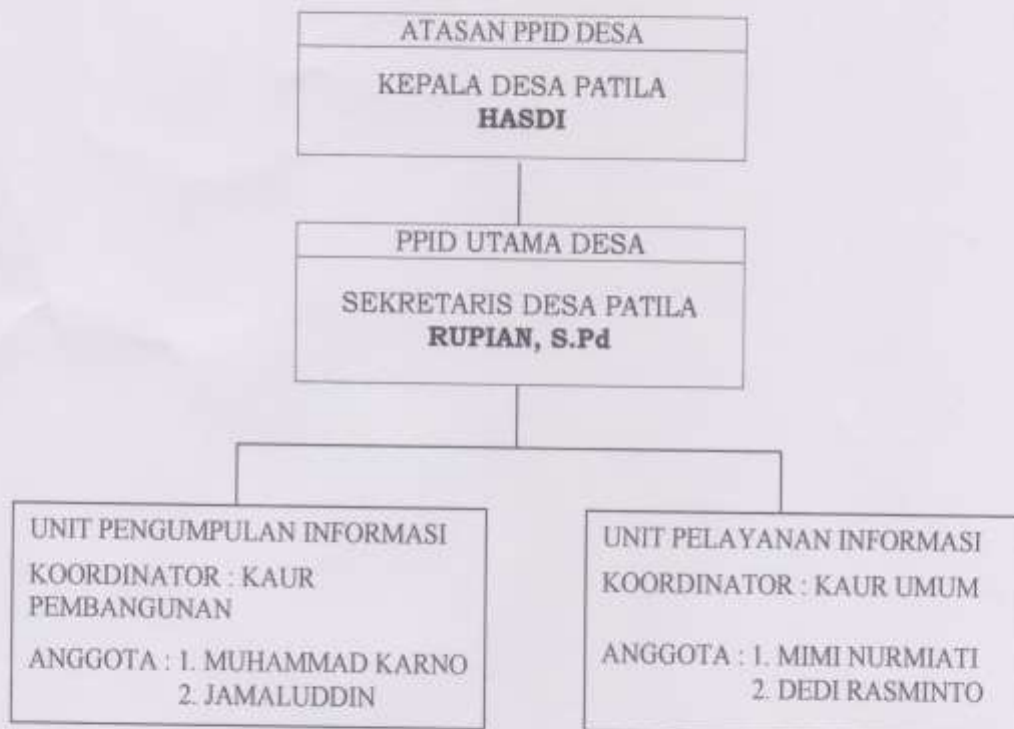 ATASAN PPID DESA
KEPALA DESA PATILA
HASDI
PPID UTAMA DESA
SEKRETARIS DESA PATILA
RUPIAN, S.Pd
UNIT PENGUMPULAN INFORMASI
KOORDINATOR : KAUR
PEMBANGUNAN
ANGGOTA : 1. MUHAMMAD KARNO
2. JAMALUDDIN
UNIT PELAYANAN INFORMASI
KOORDINATOR : KAUR UMUM
ANGGOTA : 1. MIMI NURMIATI
2. DEDI RASMINTO